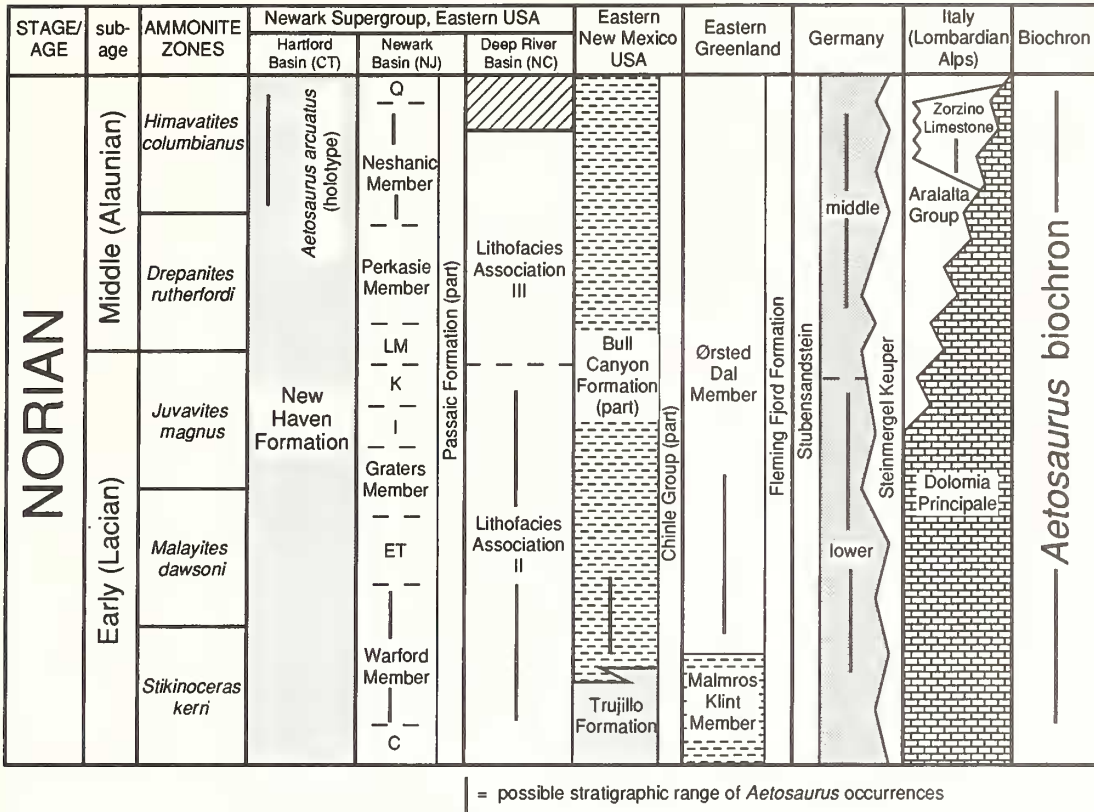 STAGE/
AGE
sub-
age
AMMONITE
ZONES
Newark Supergroup, Eastern USA
Hartford
Basin (CT)
Newark
Basin (NJ)
Deep River
Basin (NC)
Eastern
New Mexico
USA
Eastern
Greenland
Germany
Italy
(Lombardian
Alps)
Biochron
NORIAN
Middle (Alaunian)
Early (Lacian)
Himavatites
columbianus
Drepanites
rutherfordi
Juvavites
magnus
Malayites
dawsoni
Stikinoceras
kerri
Aetosaurus arcuatus
(holotype)
New
Haven
Formation
Q
Neshanic
Member
Perkasie
Member
LM
K
I
Graters
Member
ET
Warford
Member
C
Passaic Formation (part)
Lithofacies
Association
III
Lithofacies
Association
II
Bull
Canyon
Formation
(part)
Trujillo
Formation
Chinle Group (part)
Ørsted
Dal
Member
Malmros
Klint
Member
Fleming Fjord Formation
Stubensandstein
middle
lower
Steinmergel Keuper
Zorzino
Limestone
Aralalta
Group
Dolomia
Principale
Aetosaurus biochron
= possible stratigraphic range of Aetosaurus occurrences